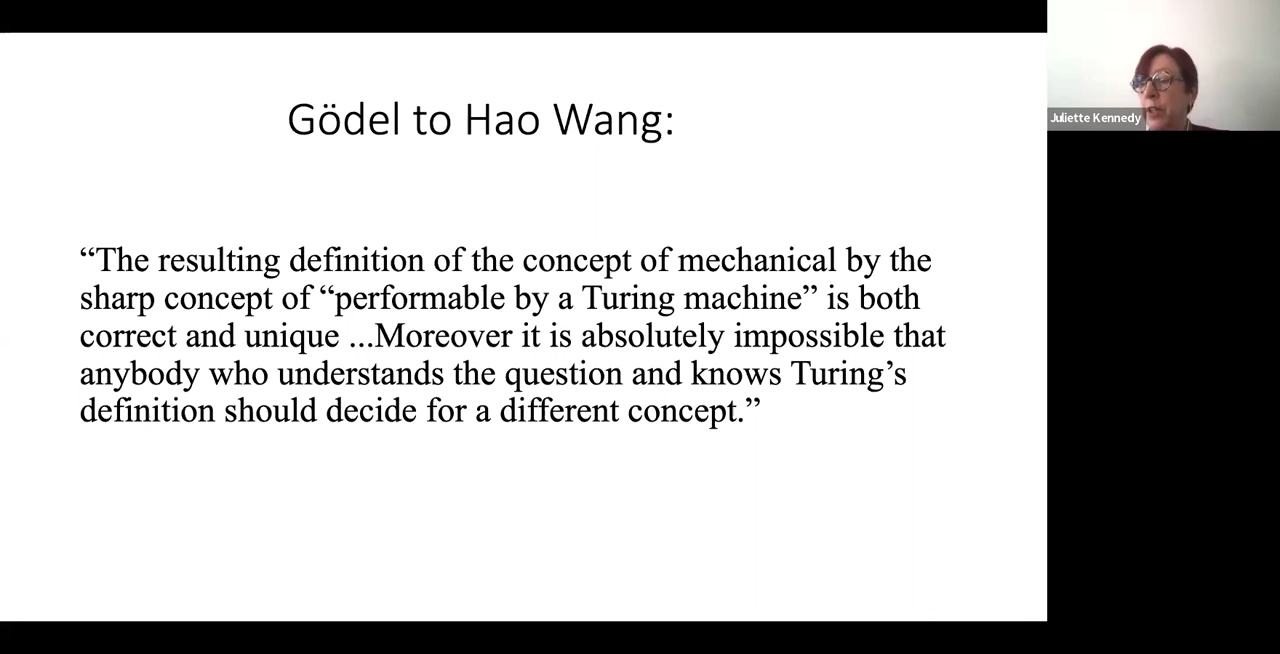 Gödel to Hao Wang:
“The resulting definition of the concept of mechanical by the
sharp concept of “performable by a Turing machine” is both
correct and unique ...Moreover it is absolutely impossible that
anybody who understands the question and knows Turing’s
definition should decide for a different concept.”
Juliette Kennedy